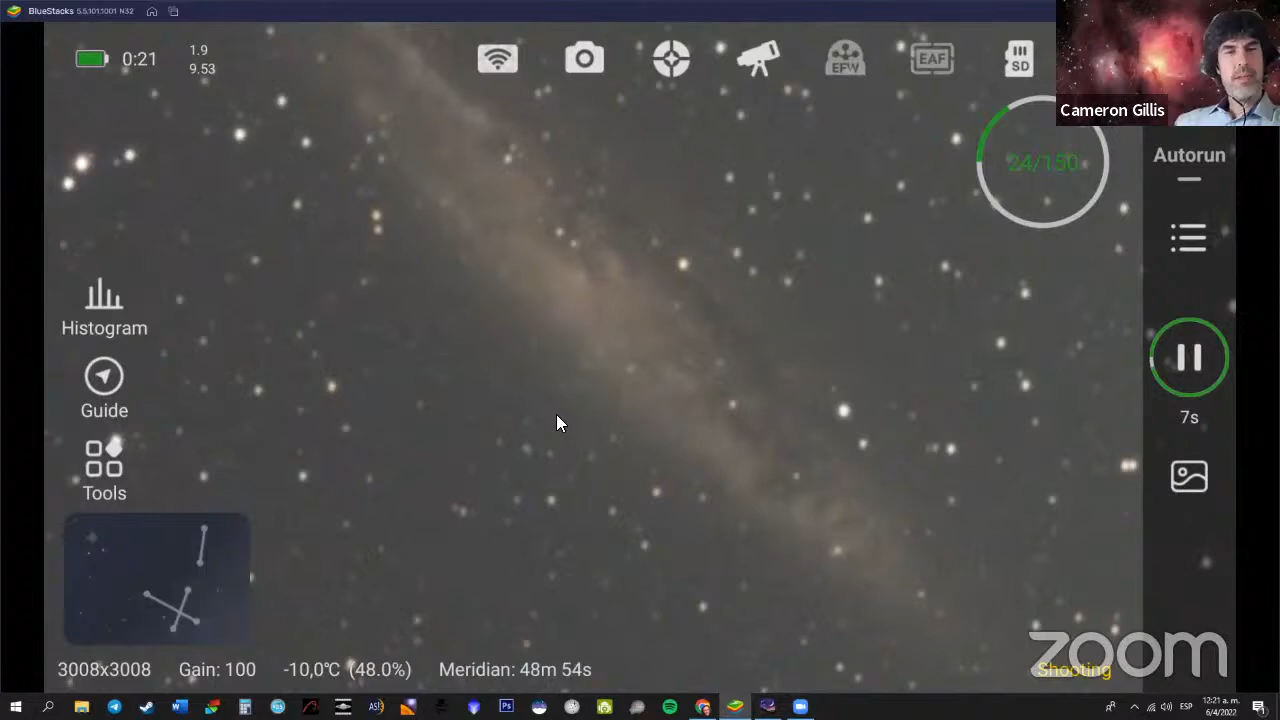 BlueStacks 5.5.101.1001 N32
0:21
1.9
9.53
EFW
EAF
SD
Cameron Gillis
24/150
Autorun
Histogram
Guide
7s
Tools
3008x3008 Gain: 100 -10,0℃ (48.0%) Meridian: 48m 54s
Shooting
zoom
ESP
12:21 a. m.
6/4/2022